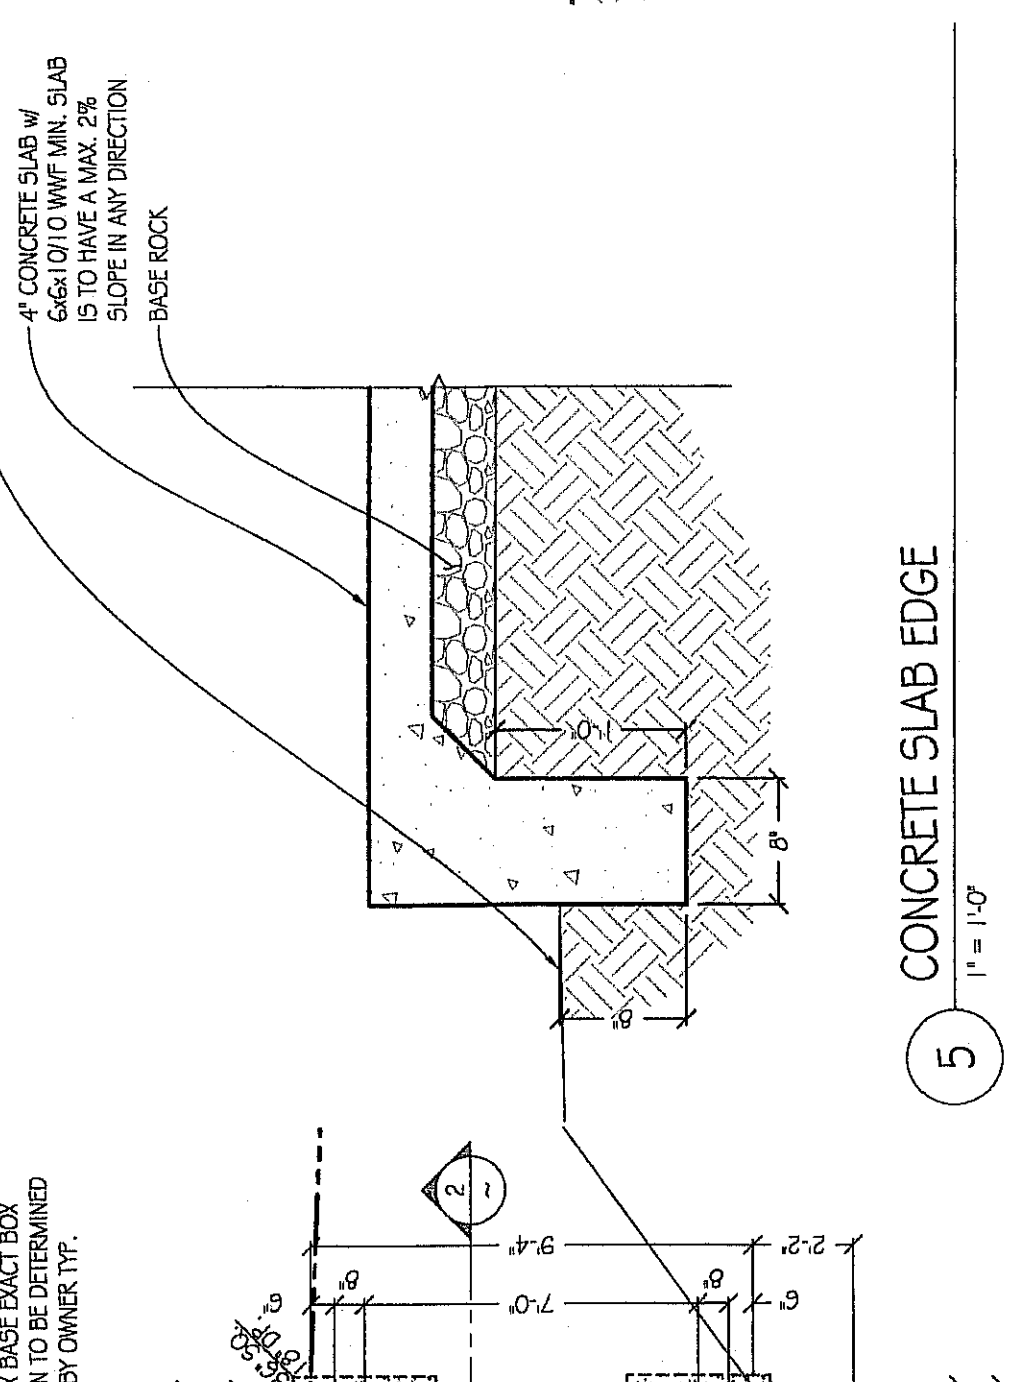 4" CONCRETE SLAB w/
6x6x10/10 WWF MIN. SLAB
IS TO HAVE A MAX. 2%
SLOPE IN ANY DIRECTION
BASE ROCK
1'-0"
8"
8"
5
CONCRETE SLAB EDGE
1" = 1'-0"
BASE EXACT BOX
TO BE DETERMINED
BY OWNER TYP.
2
~
9'-4"
2'-2"
6"
8"
7'-0"
8"
6"